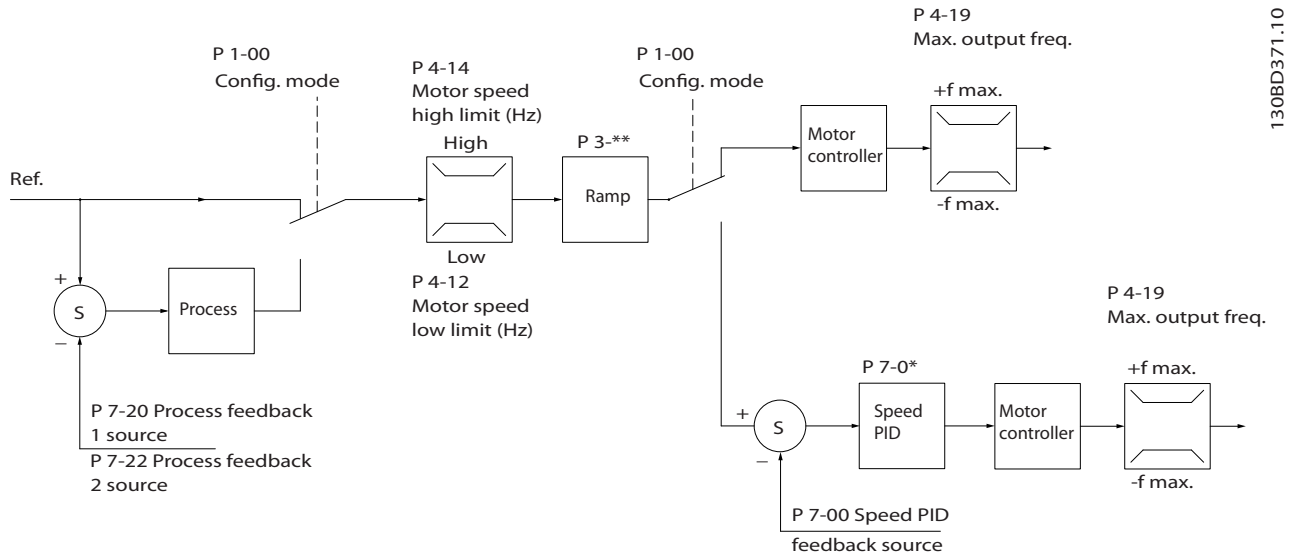 P 4-19
Max. output freq.
130BD371.10
P 1-00
Config. mode
P 4-14
Motor speed
high limit (Hz)
P 1-00
Config. mode
+f max.
High
P 3-**
Motor
controller
Ref.
Ramp
-f max.
Low
P 4-12
Motor speed
low limit (Hz)
+
S
–
Process
P 4-19
Max. output freq.
P 7-20 Process feedback
1 source
P 7-22 Process feedback
2 source
P 7-0*
+f max.
+
S
–
Speed
PID
Motor
controller
-f max.
P 7-00 Speed PID
feedback source